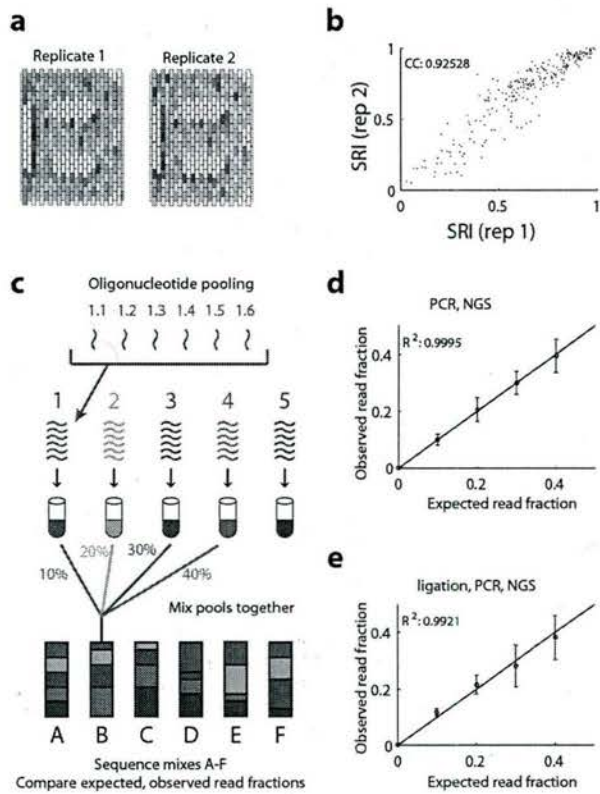 a
Replicate 1
Replicate 2
b
CC: 0.92528
SRI (rep 2)
1
0.5
0
0
0.5
1
SRI (rep 1)
c
Oligonucleotide pooling
1.1 1.2 1.3 1.4 1.5 1.6
1 2 3 4 5
10% 20% 30% 40%
Mix pools together
A B C D E F
Sequence mixes A-F
Compare expected, observed read fractions
d
PCR, NGS
R²: 0.9995
Observed read fraction
0.4
0.2
0
0 0.2 0.4
Expected read fraction
e
ligation, PCR, NGS
R²: 0.9921
Observed read fraction
0.4
0.2
0
0 0.2 0.4
Expected read fraction